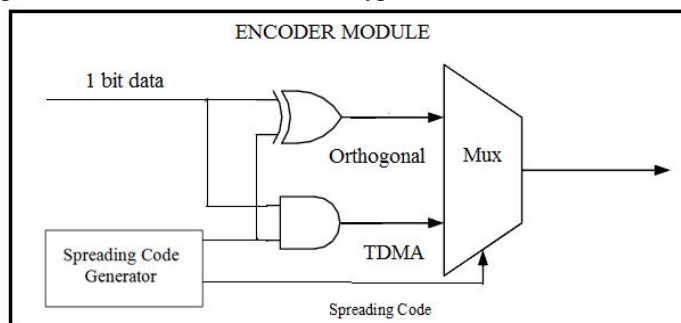 ENCODER MODULE
1 bit data
Orthogonal
Mux
TDMA
Spreading Code
Generator
Spreading Code